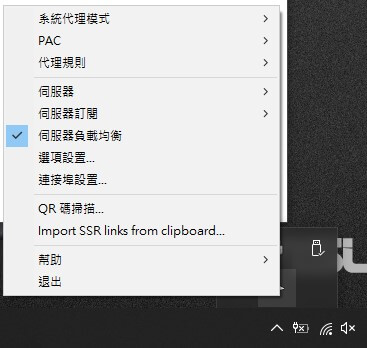 系統代理模式
PAC
代理規則
伺服器
伺服器訂閱
伺服器負載均衡
選項設置...
連接埠設置...
QR 碼掃描...
Import SSR links from clipboard...
幫助
退出